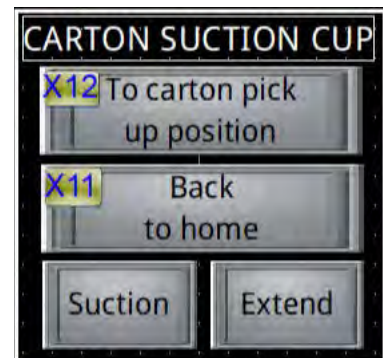 CARTON SUCTION CUP
X12 To carton pick
up position
X11 Back
to home
Suction Extend